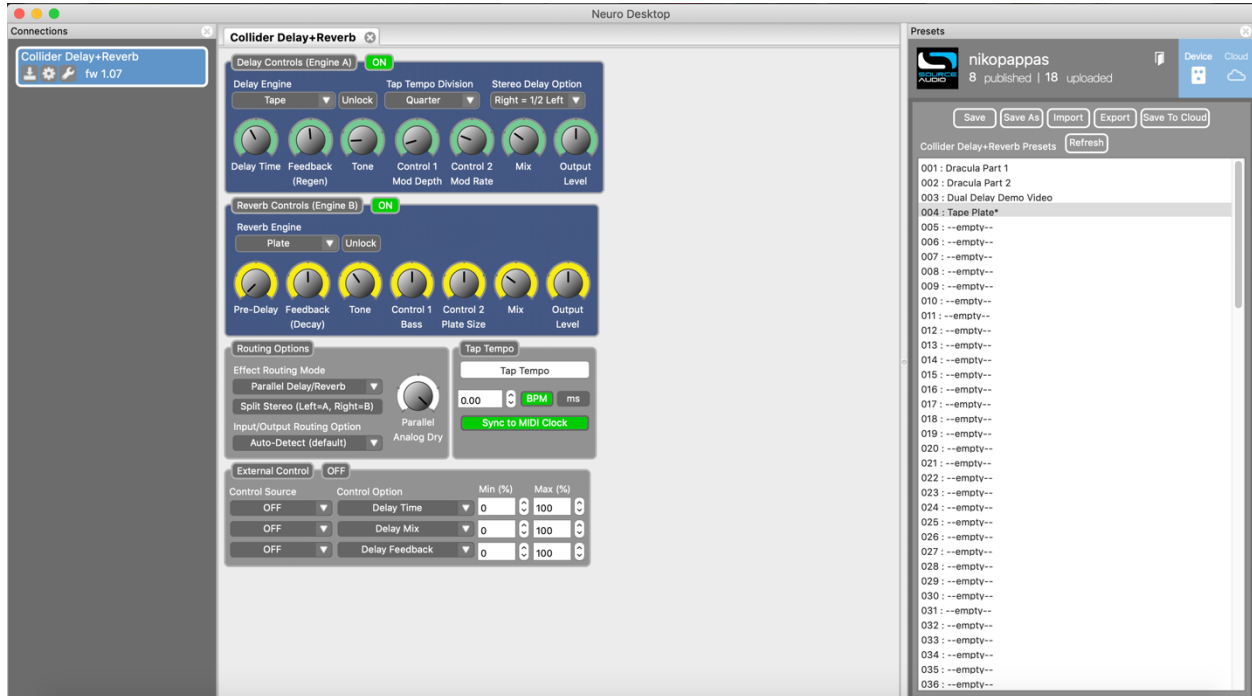 Neuro Desktop
Connections
Collider Delay+Reverb
fw 1.07
Collider Delay+Reverb
Delay Controls (Engine A) ON
Delay Engine Tap Tempo Division Stereo Delay Option
Tape Unlock Quarter Right = 1/2 Left
Delay Time Feedback Tone Control 1 Control 2 Mix Output
(Regen) Mod Depth Mod Rate Level
Reverb Controls (Engine B) ON
Reverb Engine
Plate Unlock
Pre-Delay Feedback Tone Control 1 Control 2 Mix Output
(Decay) Bass Plate Size Level
Routing Options
Effect Routing Mode
Parallel Delay/Reverb
Split Stereo (Left=A, Right=B)
Input/Output Routing Option
Auto-Detect (default)
Parallel
Analog Dry
Tap Tempo
Tap Tempo
0.00 BPM ms
Sync to MIDI Clock
External Control OFF
Control Source Control Option Min (%) Max (%)
OFF Delay Time 0 100
OFF Delay Mix 0 100
OFF Delay Feedback 0 100
Presets
SOURCE
AUDIO
nikopappas
8 published | 18 uploaded
Device Cloud
Save Save As Import Export Save To Cloud
Collider Delay+Reverb Presets Refresh
001 : Dracula Part 1
002 : Dracula Part 2
003 : Dual Delay Demo Video
004 : Tape Plate*
005 : --empty--
006 : --empty--
007 : --empty--
008 : --empty--
009 : --empty--
010 : --empty--
011 : --empty--
012 : --empty--
013 : --empty--
014 : --empty--
015 : --empty--
016 : --empty--
017 : --empty--
018 : --empty--
019 : --empty--
020 : --empty--
021 : --empty--
022 : --empty--
023 : --empty--
024 : --empty--
025 : --empty--
026 : --empty--
027 : --empty--
028 : --empty--
029 : --empty--
030 : --empty--
031 : --empty--
032 : --empty--
033 : --empty--
034 : --empty--
035 : --empty--
036 : --empty--